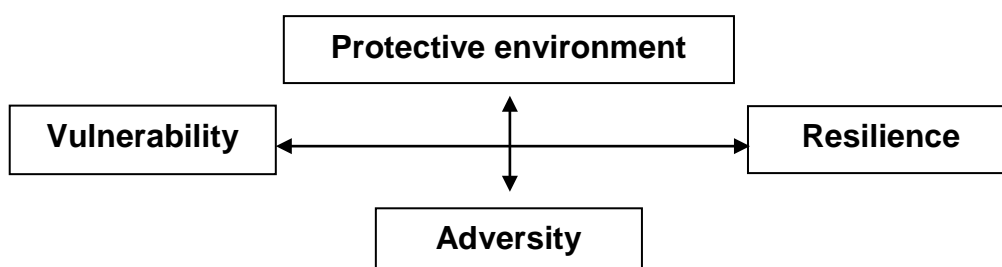 Protective environment
Vulnerability
Resilience
Adversity